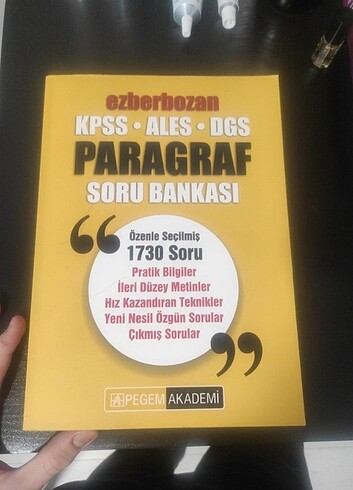 ezberbozan
KPSS • ALES • DGS
PARAGRAF
SORU BANKASI
Özenle Seçilmiş
1730 Soru
Pratik Bilgiler
İleri Düzey Metinler
Hız Kazandıran Teknikler
Yeni Nesil Özgün Sorular
Çıkmış Sorular
PEGEM AKADEMİ